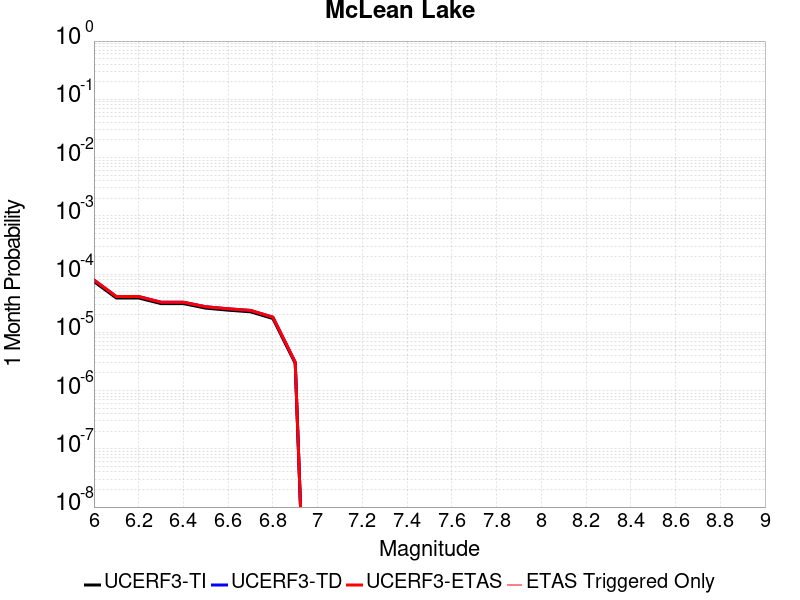 McLean Lake
10^0
10^-1
10^-2
10^-3
10^-4
10^-5
10^-6
10^-7
10^-8
1 Month Probability
6 6.2 6.4 6.6 6.8 7 7.2 7.4 7.6 7.8 8 8.2 8.4 8.6 8.8 9
Magnitude
UCERF3-TI UCERF3-TD UCERF3-ETAS ETAS Triggered Only